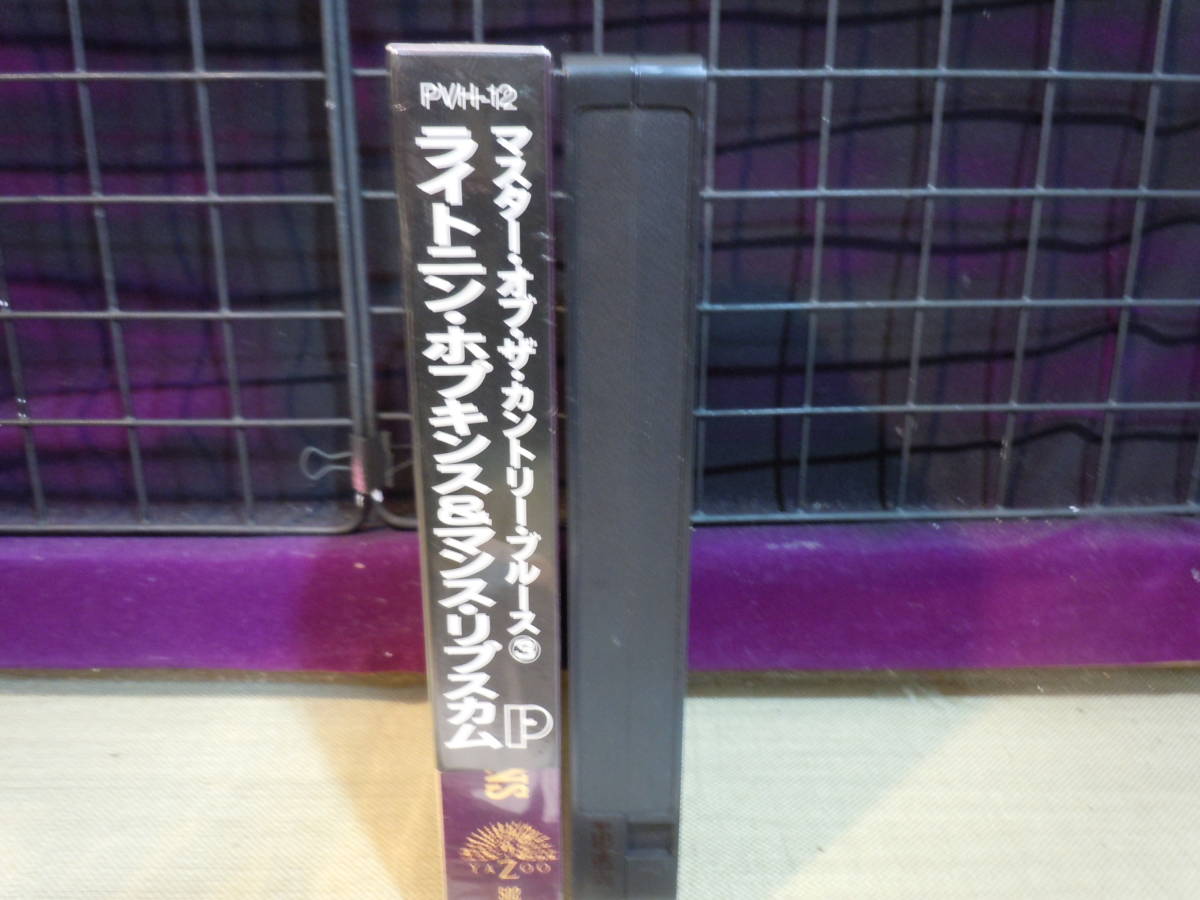 PVH-12
マスター・オブ・ザ・カントリー・ブルース③
ライトニン・ホプキンス&マンス・リプスカム
P
NS
YAZOO